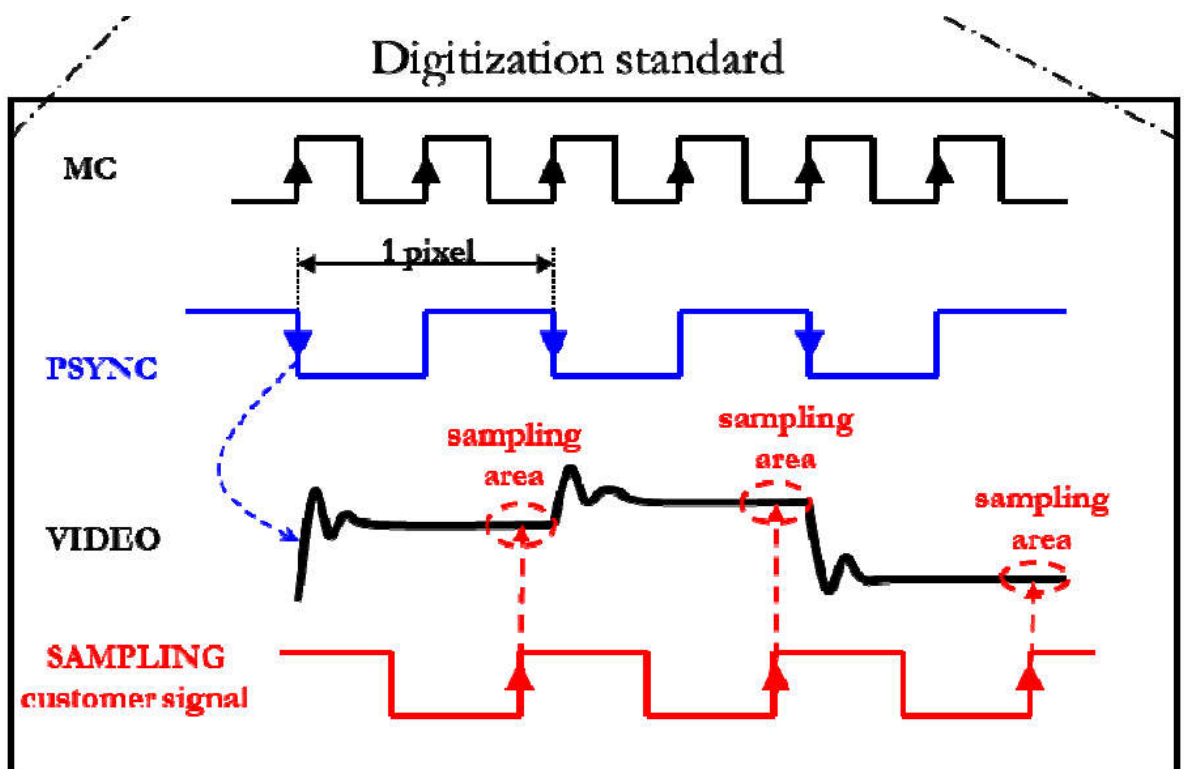 Digitization standard
MC
1 pixel
PSYNC
sampling
area
sampling
area
sampling
area
VIDEO
SAMPLING
customer signal